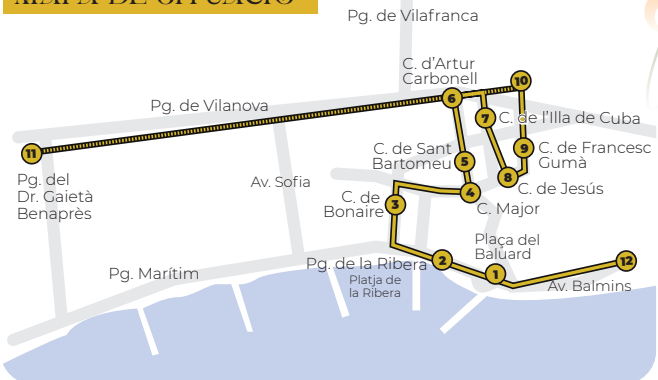 MAPA DE SITUACIÓ
Pg. de Vilafranca
C. d'Artur
Carbonell
10
6
Pg. de Vilanova
7
C. de l'Illa de Cuba
11
C. de Sant
Bartomeu
5
9
C. de Francesc
Gumà
Pg. del
Dr. Gaietà
Benaprès
Av. Sofia
8
C. de Jesús
C. de
Bonaire
3
4
C. Major
Plaça del
Baluard
Pg. Marítim
Pg. de la Ribera
2
1
12
Platja de
la Ribera
Av. Balmins